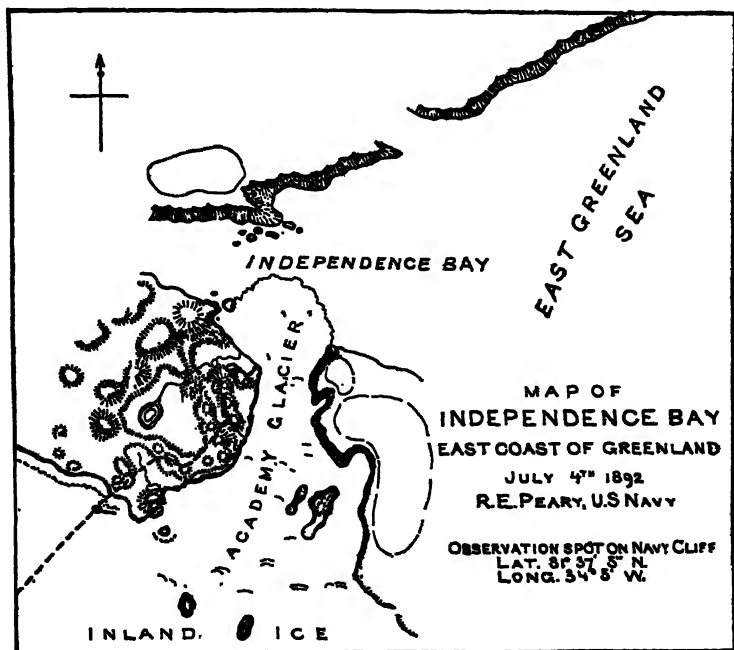 INDEPENDENCE BAY
EAST GREENLAND
SEA
ACADEMY GLACIER
MAP OF
INDEPENDENCE BAY
EAST COAST OF GREENLAND
JULY 4TH 1892
R.E. PEARY, U.S NAVY
OBSERVATION SPOT ON NAVY CLIFF
LAT. 81° 37' 5" N.
LONG. 34° 5' W.
INLAND. ICE